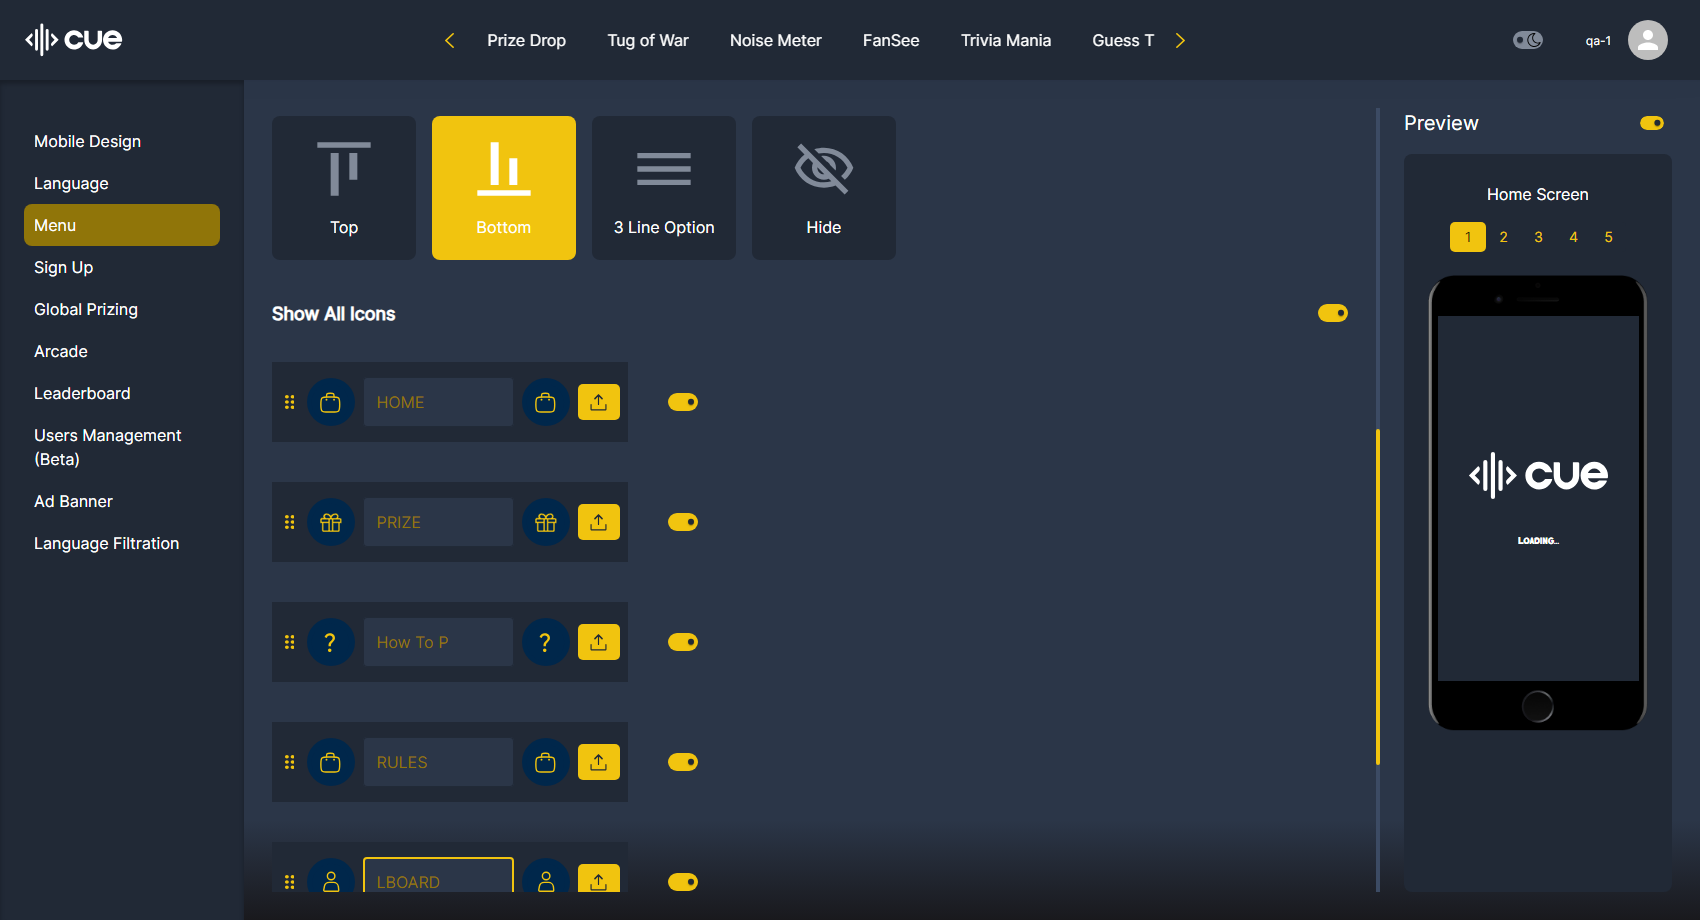 cue
Prize Drop
Tug of War
Noise Meter
FanSee
Trivia Mania
Guess T
qa-1
Mobile Design
Language
Menu
Sign Up
Global Prizing
Arcade
Leaderboard
Users Management
(Beta)
Ad Banner
Language Filtration
Top
Bottom
3 Line Option
Hide
Show All Icons
HOME
PRIZE
?
How To P
?
RULES
LBOARD
Preview
Home Screen
1 2 3 4 5
cue
LOADING...